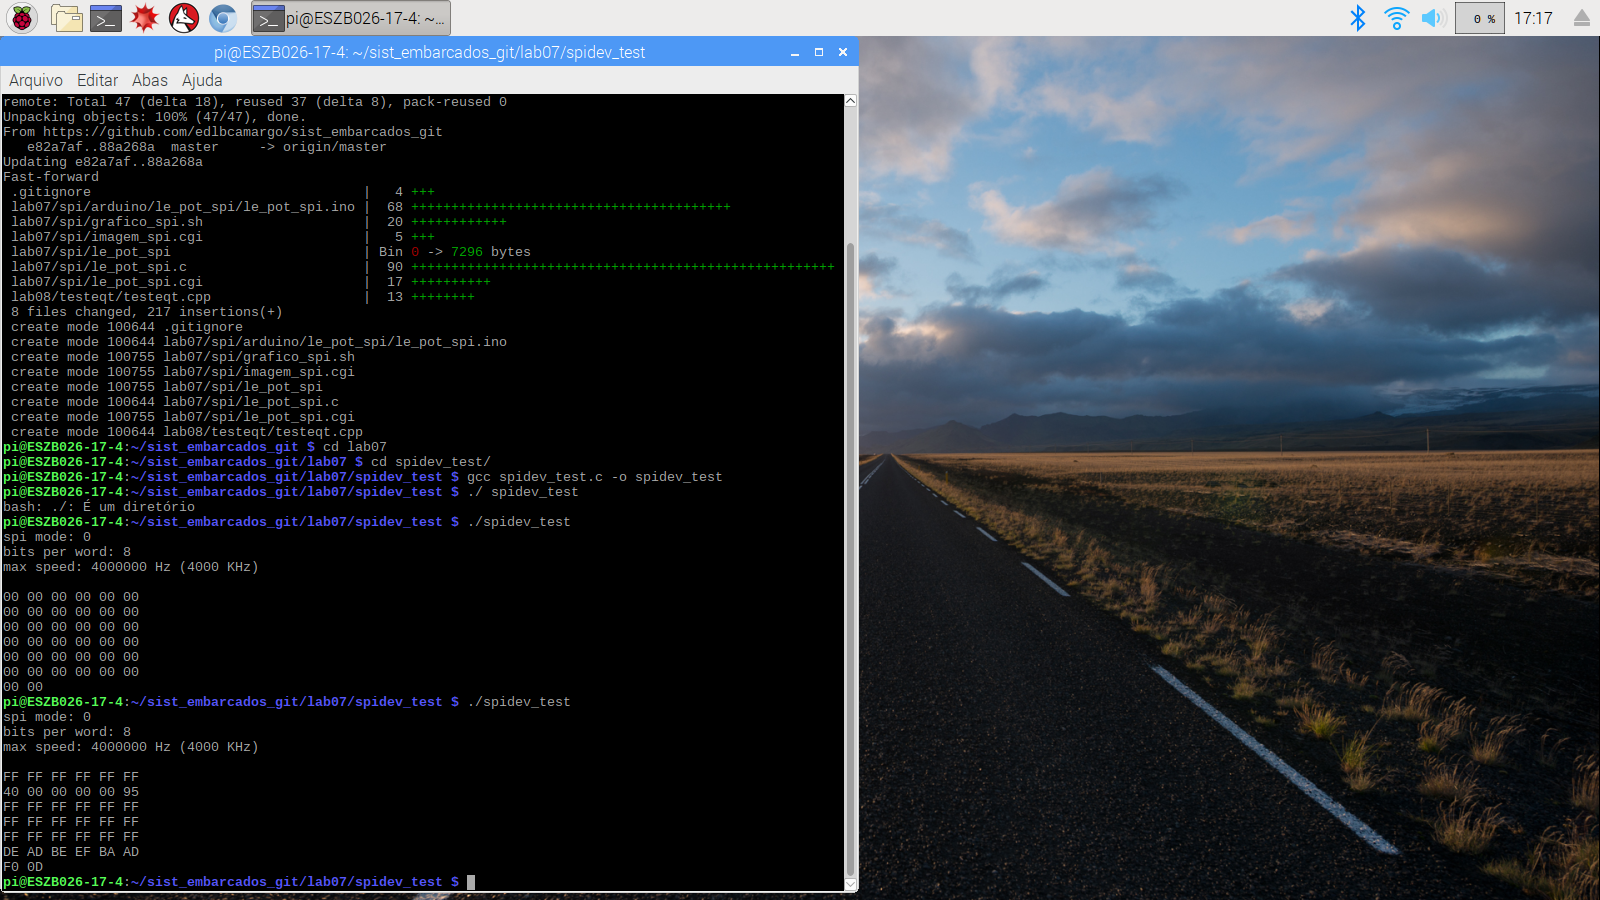 pi@ESZB026-17-4: ~...
0 %
17:17
pi@ESZB026-17-4: ~/sist_embarcados_git/lab07/spidev_test
Arquivo Editar Abas Ajuda
remote: Total 47 (delta 18), reused 37 (delta 8), pack-reused 0
Unpacking objects: 100% (47/47), done.
From https://github.com/edlbcamargo/sist_embarcados_git
   e82a7af..88a268a  master     -> origin/master
Updating e82a7af..88a268a
Fast-forward
 .gitignore                                  |   4 +++
 lab07/spi/arduino/le_pot_spi/le_pot_spi.ino |  68 ++++++++++++++++++++++++++++++++++++++++
 lab07/spi/grafico_spi.sh                    |  20 ++++++++++++
 lab07/spi/imagem_spi.cgi                    |   5 +++
 lab07/spi/le_pot_spi                        | Bin 0 -> 7296 bytes
 lab07/spi/le_pot_spi.c                      |  90 +++++++++++++++++++++++++++++++++++++++++++++++++++++
 lab07/spi/le_pot_spi.cgi                    |  17 ++++++++++
 lab08/testeqt/testeqt.cpp                   |  13 ++++++++
 8 files changed, 217 insertions(+)
 create mode 100644 .gitignore
 create mode 100644 lab07/spi/arduino/le_pot_spi/le_pot_spi.ino
 create mode 100755 lab07/spi/grafico_spi.sh
 create mode 100755 lab07/spi/imagem_spi.cgi
 create mode 100755 lab07/spi/le_pot_spi
 create mode 100644 lab07/spi/le_pot_spi.c
 create mode 100755 lab07/spi/le_pot_spi.cgi
 create mode 100644 lab08/testeqt/testeqt.cpp
pi@ESZB026-17-4:~/sist_embarcados_git $ cd lab07
pi@ESZB026-17-4:~/sist_embarcados_git/lab07 $ cd spidev_test/
pi@ESZB026-17-4:~/sist_embarcados_git/lab07/spidev_test $ gcc spidev_test.c -o spidev_test
pi@ESZB026-17-4:~/sist_embarcados_git/lab07/spidev_test $ ./ spidev_test
bash: ./: É um diretório
pi@ESZB026-17-4:~/sist_embarcados_git/lab07/spidev_test $ ./spidev_test
spi mode: 0
bits per word: 8
max speed: 4000000 Hz (4000 KHz)
00 00 00 00 00 00
00 00 00 00 00 00
00 00 00 00 00 00
00 00 00 00 00 00
00 00 00 00 00 00
00 00 00 00 00 00
00 00
pi@ESZB026-17-4:~/sist_embarcados_git/lab07/spidev_test $ ./spidev_test
spi mode: 0
bits per word: 8
max speed: 4000000 Hz (4000 KHz)
FF FF FF FF FF FF
40 00 00 00 00 95
FF FF FF FF FF FF
FF FF FF FF FF FF
FF FF FF FF FF FF
DE AD BE EF BA AD
F0 0D
pi@ESZB026-17-4:~/sist_embarcados_git/lab07/spidev_test $